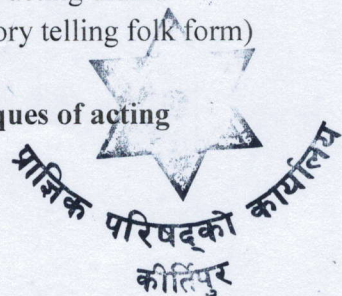 ory telling folk form)
ques of acting
प्राज्ञिक परिषद्को कार्यालय
कीर्तिपुर